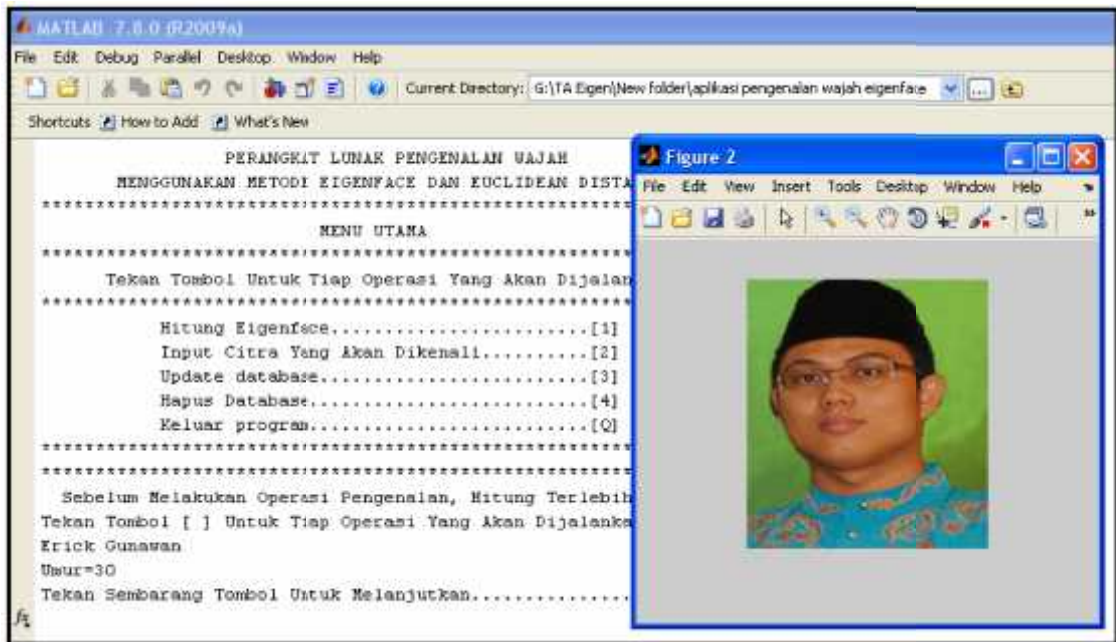 MATLAB 7.8.0 (R2009a)
File Edit Debug Parallel Desktop Window Help
Current Directory: G:\TA Eigen\New folder\aplikasi pengenalan wajah eigenface
Shortcuts How to Add What's New
PERANGKAT LUNAK PENGENALAN WAJAH
MENGGUNAKAN METODE EIGENFACE DAN EUCLIDEAN DISTA
************************************************************
MENU UTAMA
************************************************************
Tekan Tombol Untuk Tiap Operasi Yang Akan Dijalan
************************************************************
Hitung Eigenface........................[1]
Input Citra Yang Akan Dikenali..........[2]
Update database.........................[3]
Hapus Database..........................[4]
Keluar program..........................[Q]
************************************************************
************************************************************
Sebelum Melakukan Operasi Pengenalan, Hitung Terlebih
Tekan Tombol [ ] Untuk Tiap Operasi Yang Akan Dijalanka
Erick Gunawan
Umur=30
Tekan Sembarang Tombol Untuk Melanjutkan...............
fx
Figure 2
File Edit View Insert Tools Desktop Window Help